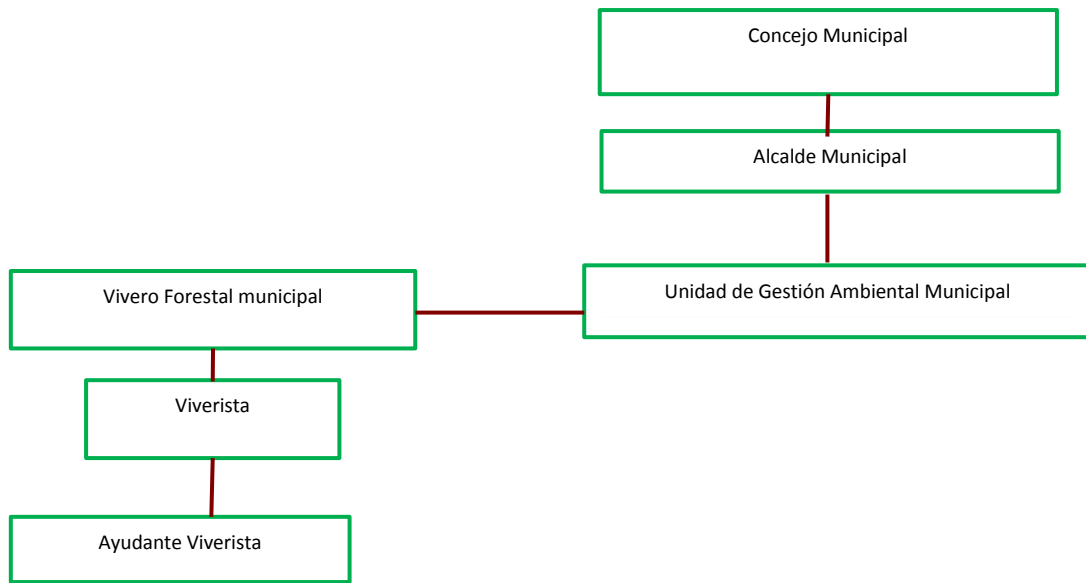 Concejo Municipal
Alcalde Municipal
Unidad de Gestión Ambiental Municipal
Vivero Forestal municipal
Viverista
Ayudante Viverista